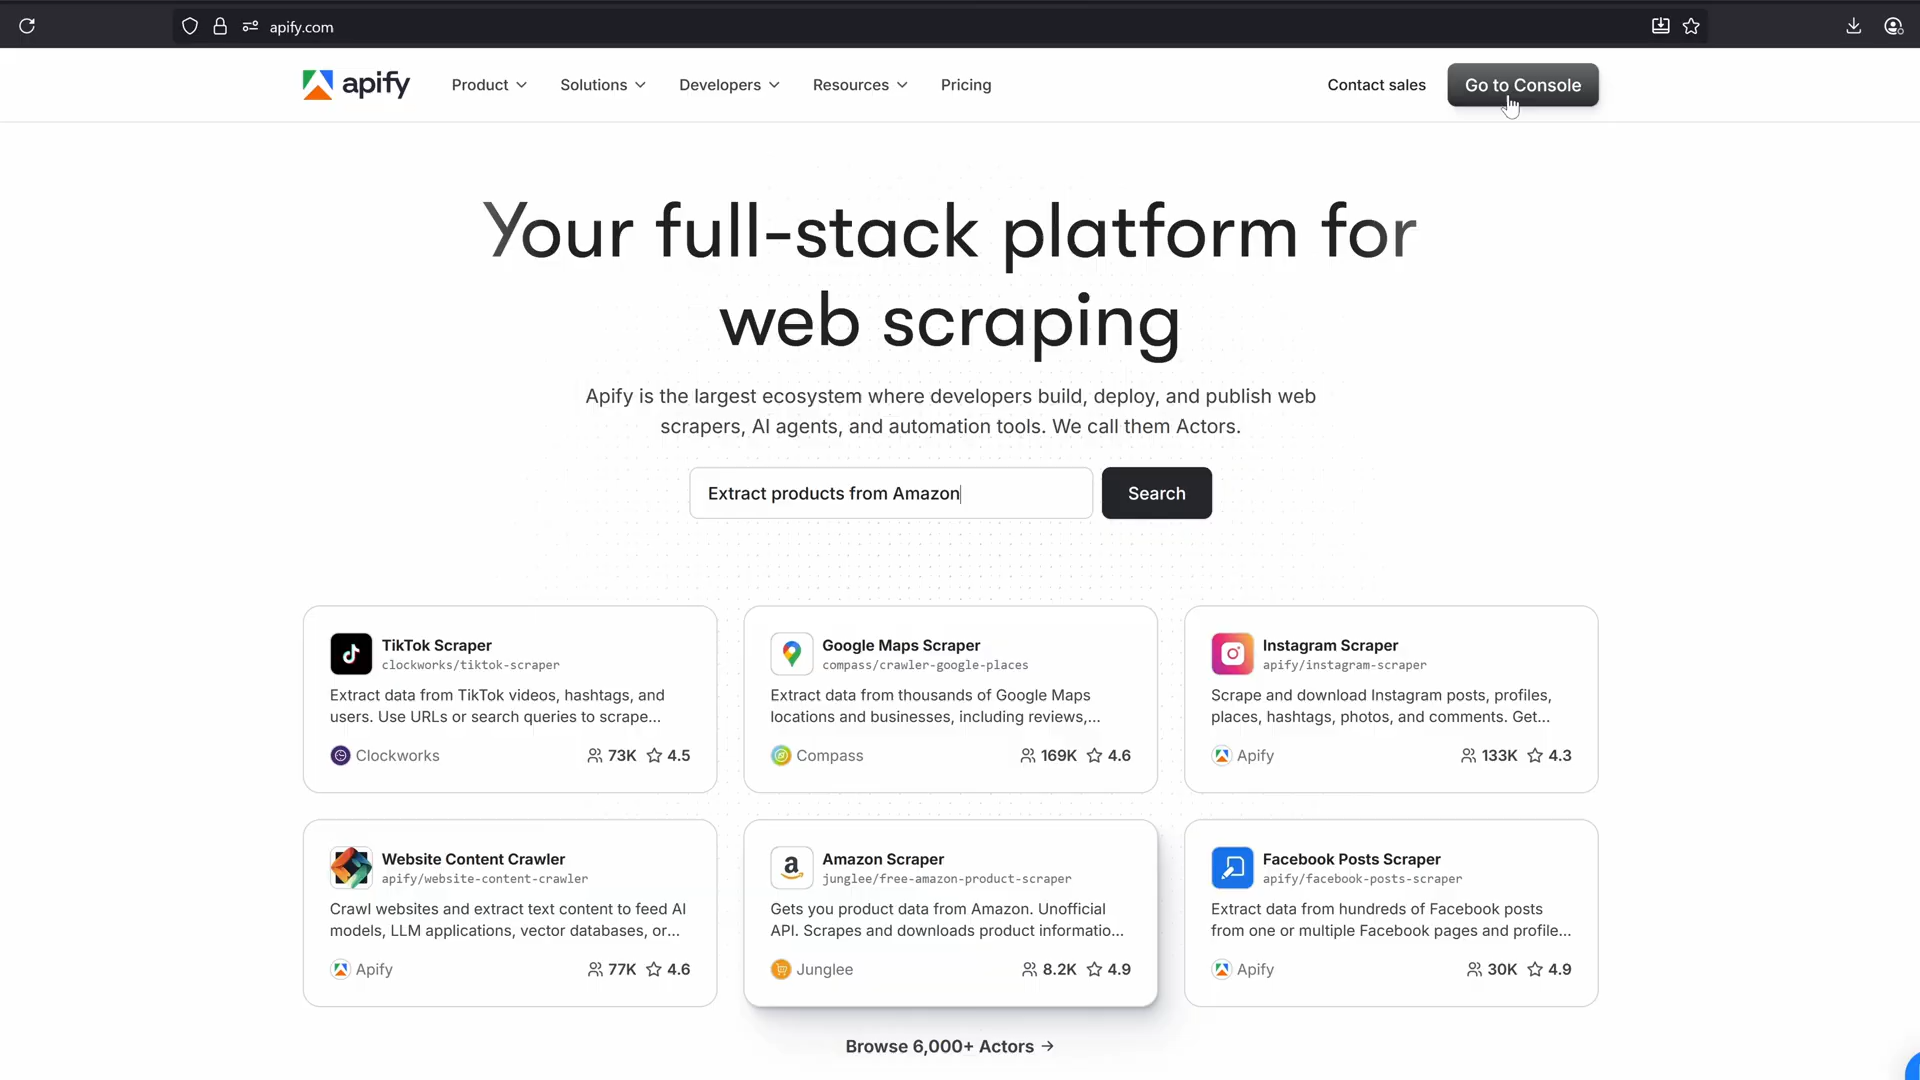 apify.com
apify
Product
Solutions
Developers
Resources
Pricing
Contact sales
Go to Console
Your full-stack platform for
web scraping
Apify is the largest ecosystem where developers build, deploy, and publish web
scrapers, AI agents, and automation tools. We call them Actors.
Extract products from Amazon
Search
TikTok Scraper
clockworks/tiktok-scraper
Extract data from TikTok videos, hashtags, and
users. Use URLs or search queries to scrape...
Clockworks 73K 4.5
Google Maps Scraper
compass/crawler-google-places
Extract data from thousands of Google Maps
locations and businesses, including reviews,...
Compass 169K 4.6
Instagram Scraper
apify/instagram-scraper
Scrape and download Instagram posts, profiles,
places, hashtags, photos, and comments. Get...
Apify 133K 4.3
Website Content Crawler
apify/website-content-crawler
Crawl websites and extract text content to feed AI
models, LLM applications, vector databases, or...
Apify 77K 4.6
a
Amazon Scraper
junglee/free-amazon-product-scraper
Gets you product data from Amazon. Unofficial
API. Scrapes and downloads product informatio...
Junglee 8.2K 4.9
Facebook Posts Scraper
apify/facebook-posts-scraper
Extract data from hundreds of Facebook posts
from one or multiple Facebook pages and profile...
Apify 30K 4.9
Browse 6,000+ Actors →